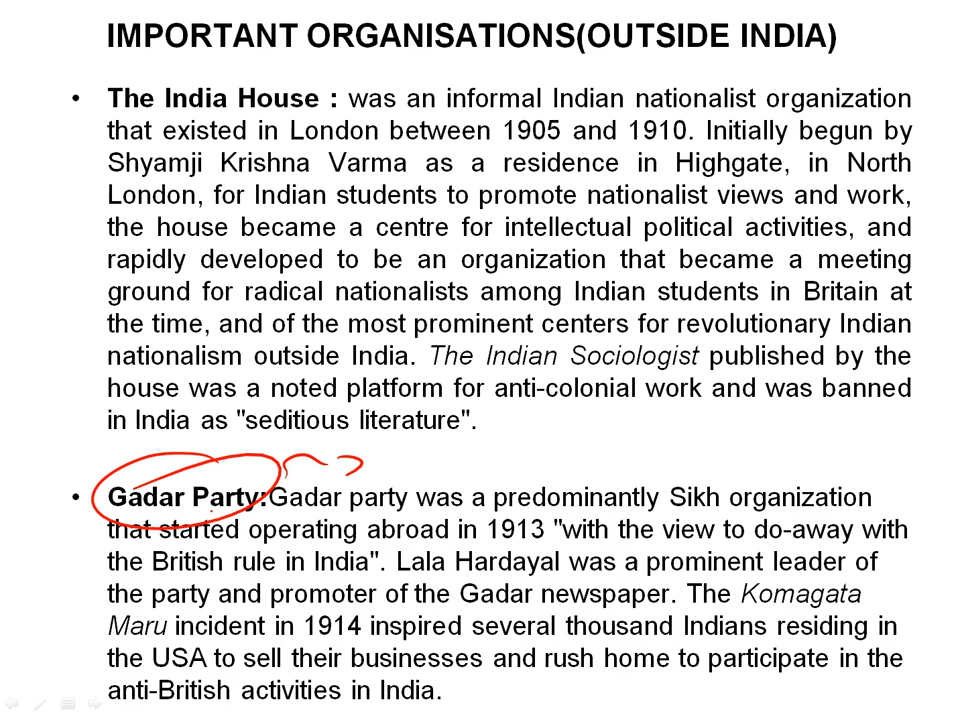 IMPORTANT ORGANISATIONS(OUTSIDE INDIA)
• The India House : was an informal Indian nationalist organization
that existed in London between 1905 and 1910. Initially begun by
Shyamji Krishna Varma as a residence in Highgate, in North
London, for Indian students to promote nationalist views and work,
the house became a centre for intellectual political activities, and
rapidly developed to be an organization that became a meeting
ground for radical nationalists among Indian students in Britain at
the time, and of the most prominent centers for revolutionary Indian
nationalism outside India. The Indian Sociologist published by the
house was a noted platform for anti-colonial work and was banned
in India as "seditious literature".
• Gadar Party:Gadar party was a predominantly Sikh organization
that started operating abroad in 1913 "with the view to do-away with
the British rule in India". Lala Hardayal was a prominent leader of
the party and promoter of the Gadar newspaper. The Komagata
Maru incident in 1914 inspired several thousand Indians residing in
the USA to sell their businesses and rush home to participate in the
anti-British activities in India.